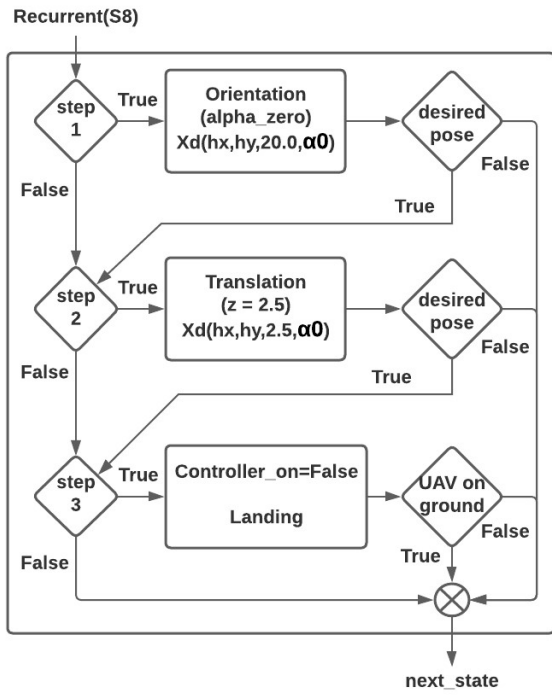 Recurrent(S8)
step
1
True
Orientation
(alpha_zero)
Xd(hx,hy,20.0,α0)
desired
pose
False
False
True
step
2
True
Translation
(z = 2.5)
Xd(hx,hy,2.5,α0)
desired
pose
False
False
True
step
3
True
Controller_on=False
Landing
UAV on
ground
False
True
False
next_state